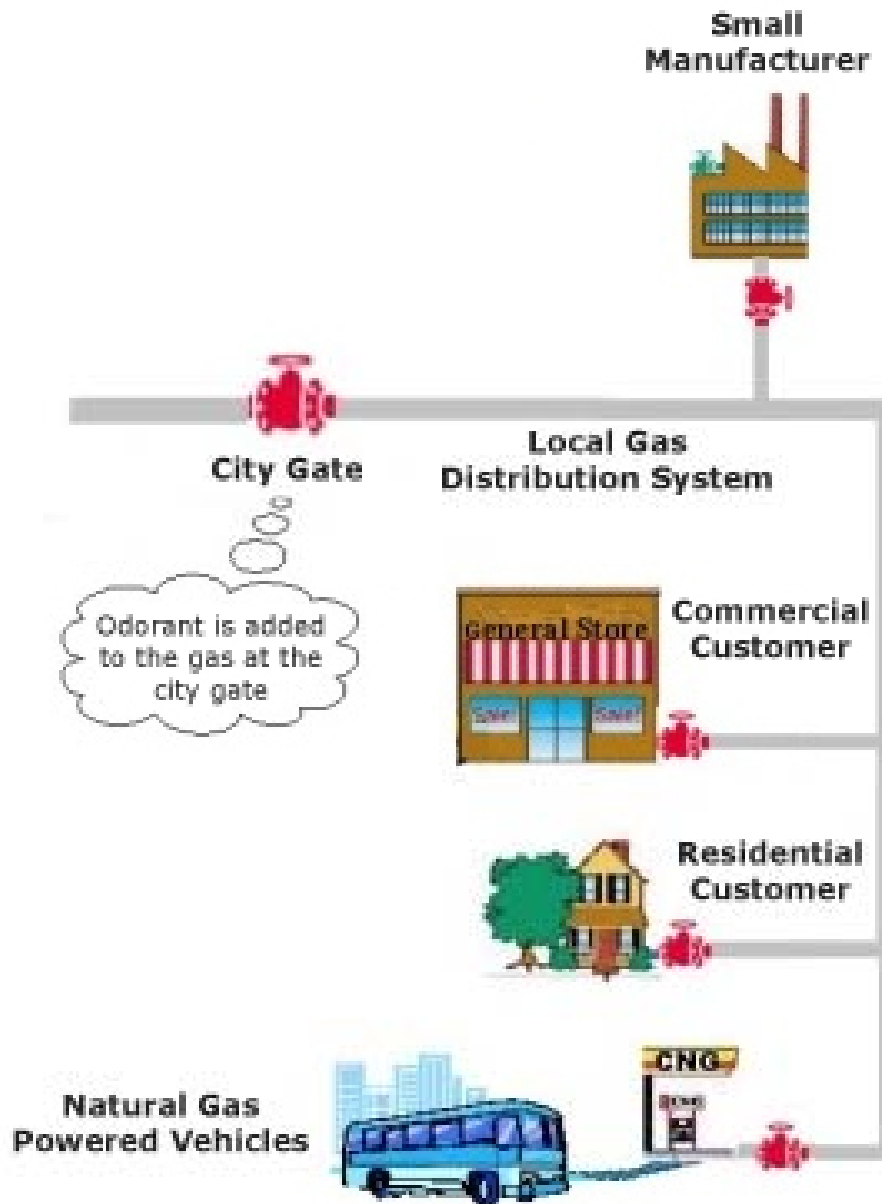 Small
Manufacturer
City Gate
Local Gas
Distribution System
Odorant is added
to the gas at the
city gate
General Store
Sale!
Sale!
Commercial
Customer
Residential
Customer
CNG
CNG
Natural Gas
Powered Vehicles